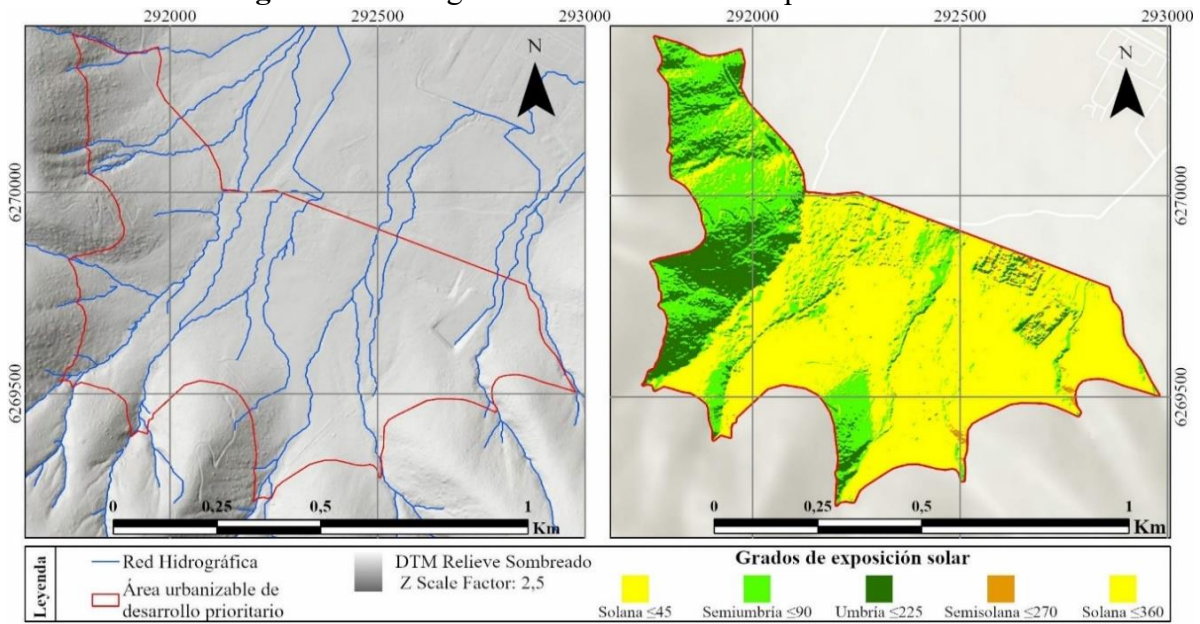 292000 292500 293000
292000 292500 293000
N
N
6270000
6270000
6269500
6269500
0 0,25 0,5 1
Km
0 0,25 0,5 1
Km
Leyenda
Red Hidrográfica
Área urbanizable de
desarrollo prioritario
DTM Relieve Sombreado
Z Scale Factor: 2,5
Grados de exposición solar
Solana ≤45 Semiumbría ≤90 Umbría ≤225 Semisolana ≤270 Solana ≤360